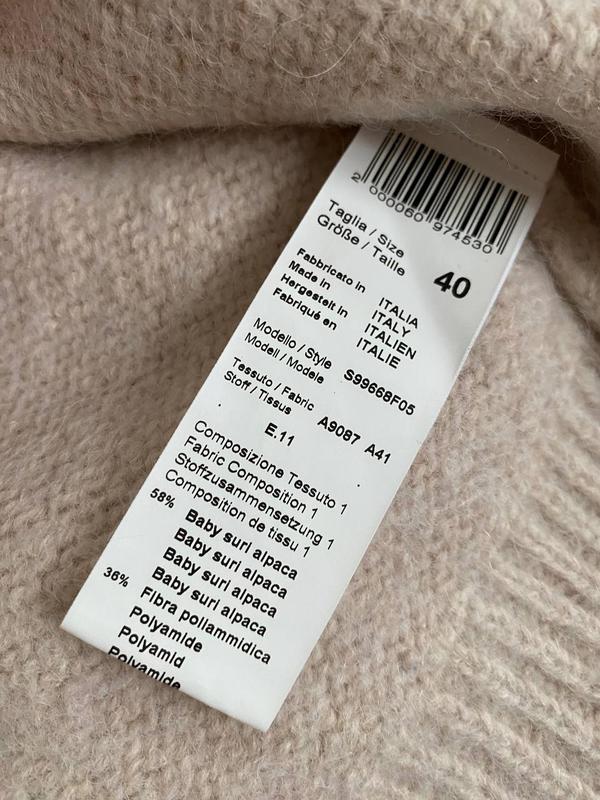 2 000060 974530
Taglia / Size
Größe / Taille
40
Fabbricato in ITALIA
Made in ITALY
Hergestelt in ITALIEN
Fabriqué en ITALIE
Modello / Style
Modell / Modele
S99668F05
Tessuto / Fabric
Stoff / Tissus
A9087 A41
E.11
Composizione Tessuto 1
Fabric Composition 1
Stoffzusammensetzung 1
Composition de tissu 1
58% Baby suri alpaca
Baby suri alpaca
Baby suri alpaca
Baby suri alpaca
36% Fibra poliammidica
Polyamide
Polyamid
Polyamide